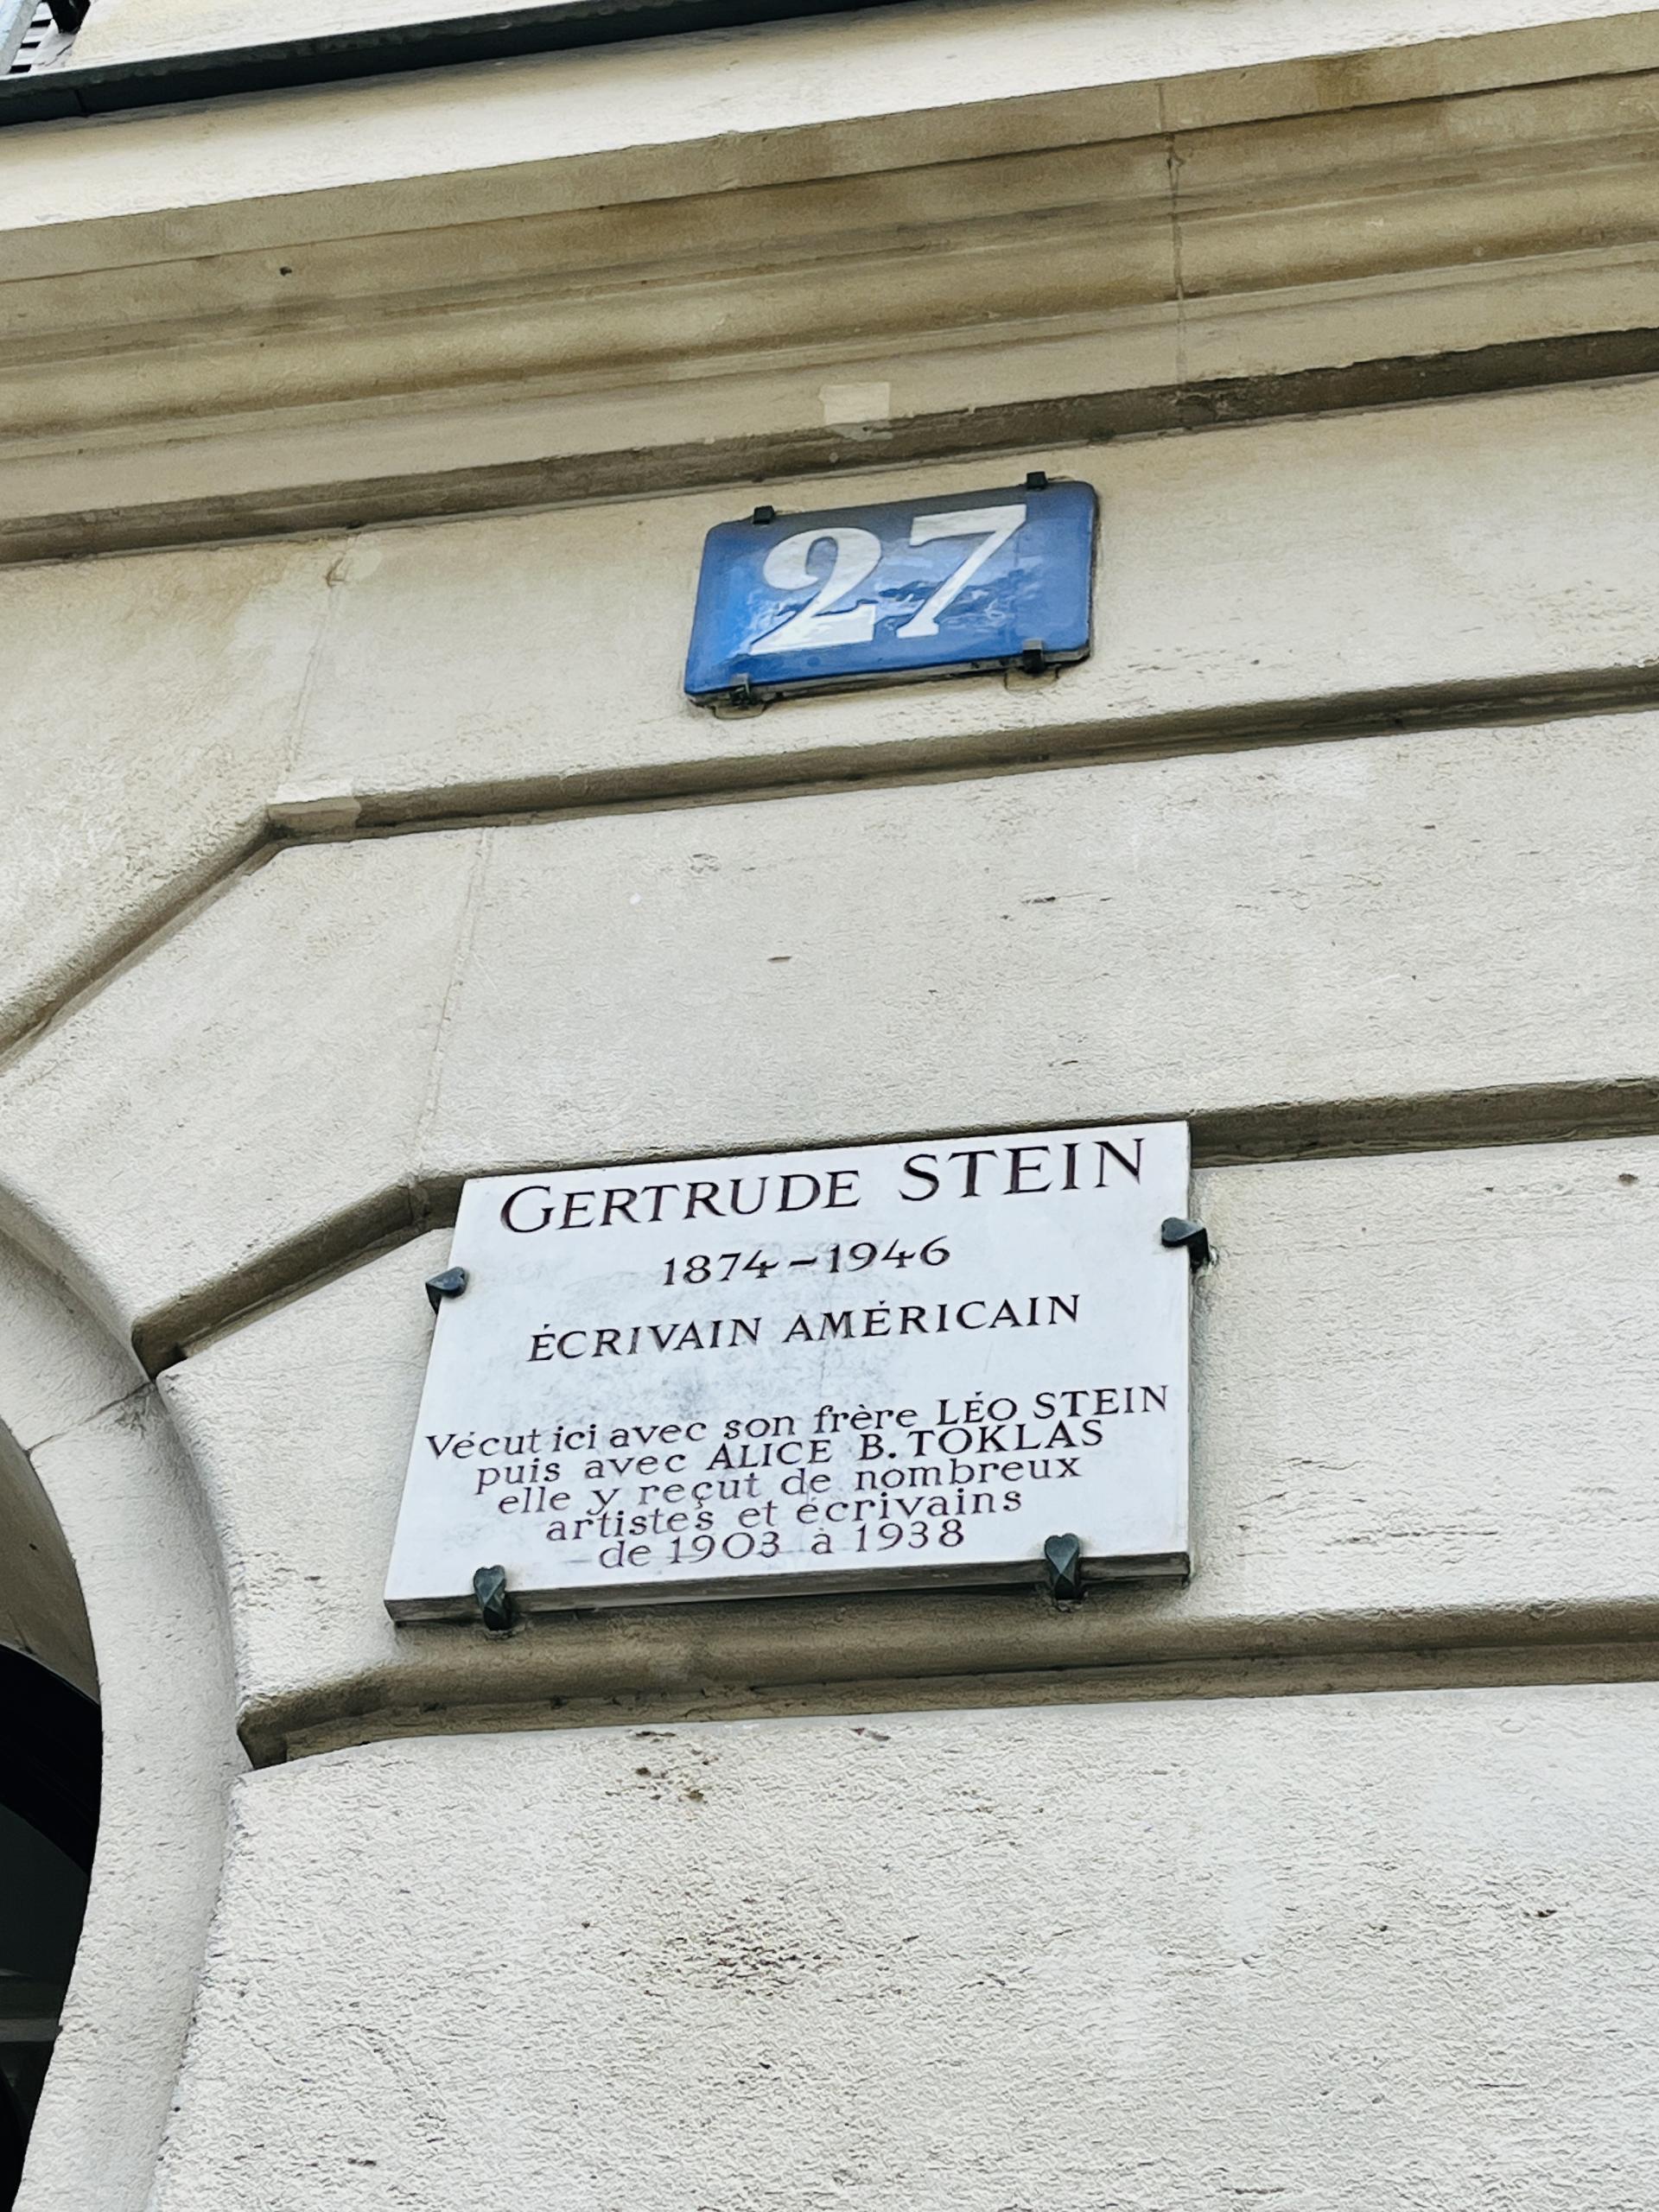 27
GERTRUDE STEIN
1874-1946
ÉCRIVAIN AMÉRICAIN
Vécut ici avec son frère LÉO STEIN
puis avec ALICE B. TOKLAS
elle y reçut de nombreux
artistes et écrivains
de 1903 à 1938